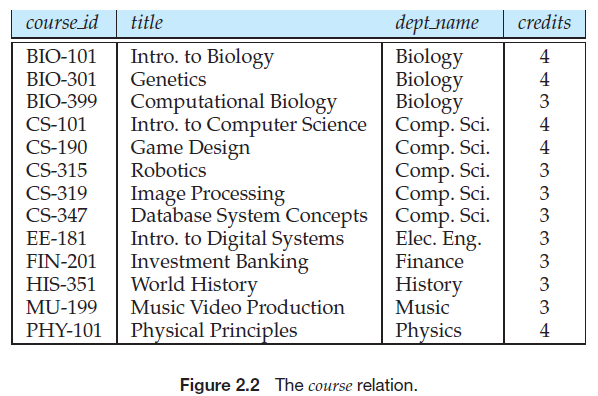 course_id title dept_name credits
BIO-101 Intro. to Biology Biology 4
BIO-301 Genetics Biology 4
BIO-399 Computational Biology Biology 3
CS-101 Intro. to Computer Science Comp. Sci. 4
CS-190 Game Design Comp. Sci. 4
CS-315 Robotics Comp. Sci. 3
CS-319 Image Processing Comp. Sci. 3
CS-347 Database System Concepts Comp. Sci. 3
EE-181 Intro. to Digital Systems Elec. Eng. 3
FIN-201 Investment Banking Finance 3
HIS-351 World History History 3
MU-199 Music Video Production Music 3
PHY-101 Physical Principles Physics 4
Figure 2.2 The course relation.